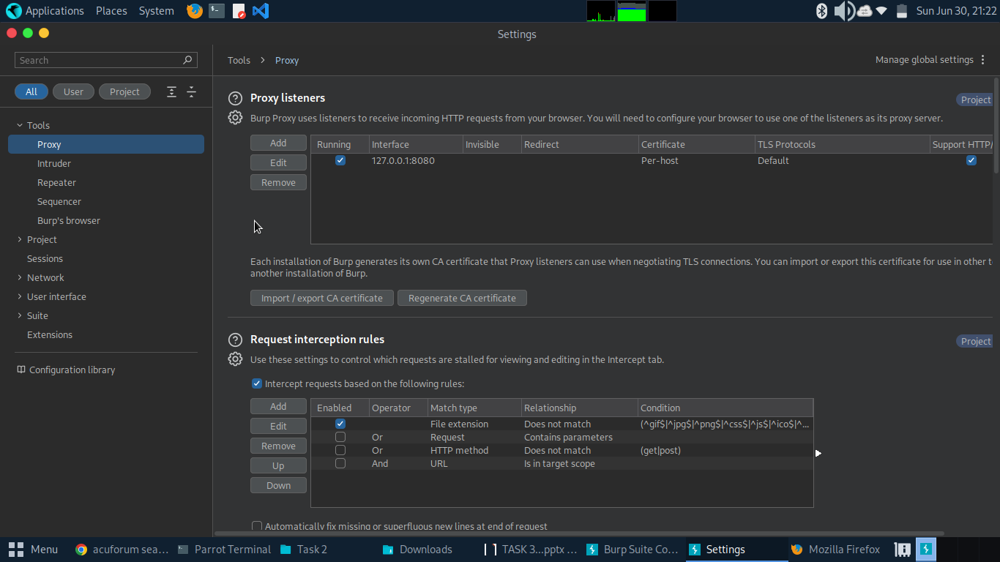 Applications Places System Sun Jun 30, 21:22
Settings
Search
Tools > Proxy Manage global settings
All User Project
Tools
Proxy
Intruder
Repeater
Sequencer
Burp's browser
Project
Sessions
Network
User interface
Suite
Extensions
Configuration library
Proxy listeners Project
Burp Proxy uses listeners to receive incoming HTTP requests from your browser. You will need to configure your browser to use one of the listeners as its proxy server.
Add
Edit
Remove
Running Interface Invisible Redirect Certificate TLS Protocols Support HTTP/
127.0.0.1:8080 Per-host Default
Each installation of Burp generates its own CA certificate that Proxy listeners can use when negotiating TLS connections. You can import or export this certificate for use in other t
another installation of Burp.
Import / export CA certificate Regenerate CA certificate
Request interception rules Project
Use these settings to control which requests are stalled for viewing and editing in the Intercept tab.
Intercept requests based on the following rules:
Add
Edit
Remove
Up
Down
Enabled Operator Match type Relationship Condition
File extension Does not match (^gif$|^jpg$|^png$|^css$|^js$|^ico$|^...
Or Request Contains parameters
Or HTTP method Does not match (get|post)
And URL Is in target scope
Automatically fix missing or superfluous new lines at end of request
Menu acuforum sea... Parrot Terminal Task 2 Downloads TASK 3...pptx ... Burp Suite Co... Settings Mozilla Firefox